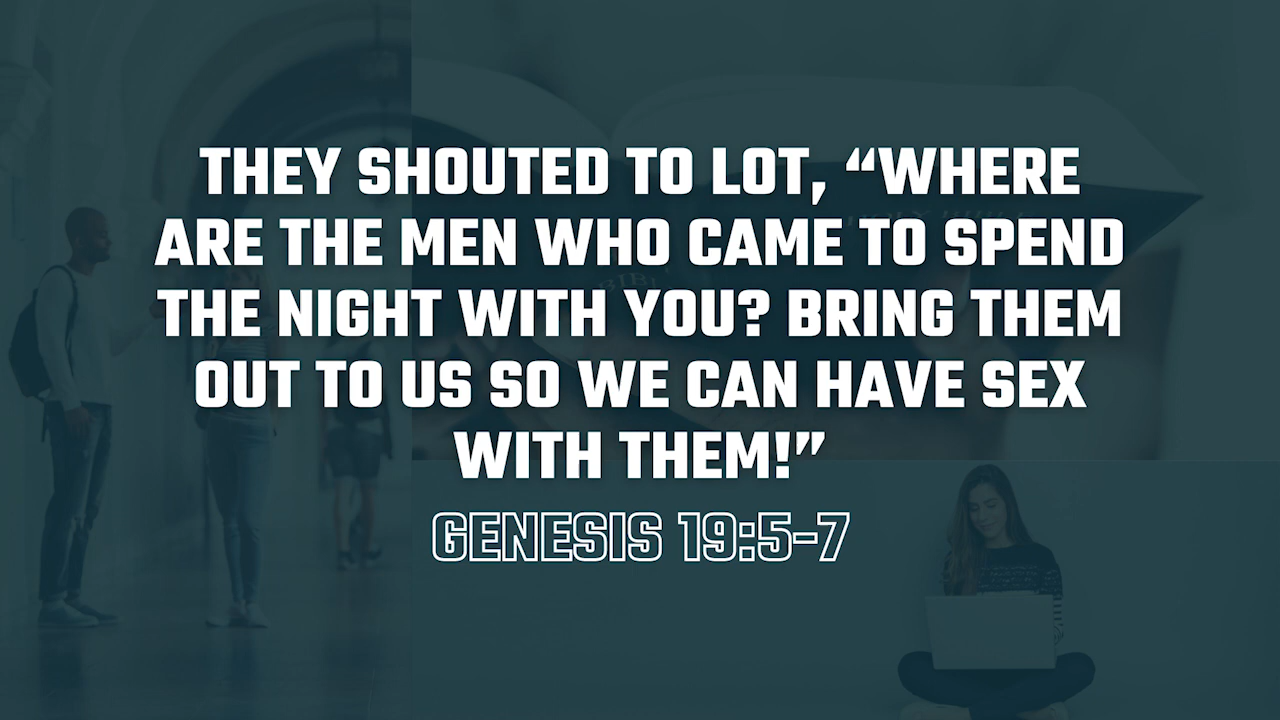 THEY SHOUTED TO LOT, “WHERE
ARE THE MEN WHO CAME TO SPEND
THE NIGHT WITH YOU? BRING THEM
OUT TO US SO WE CAN HAVE SEX
WITH THEM!”
GENESIS 19:5-7